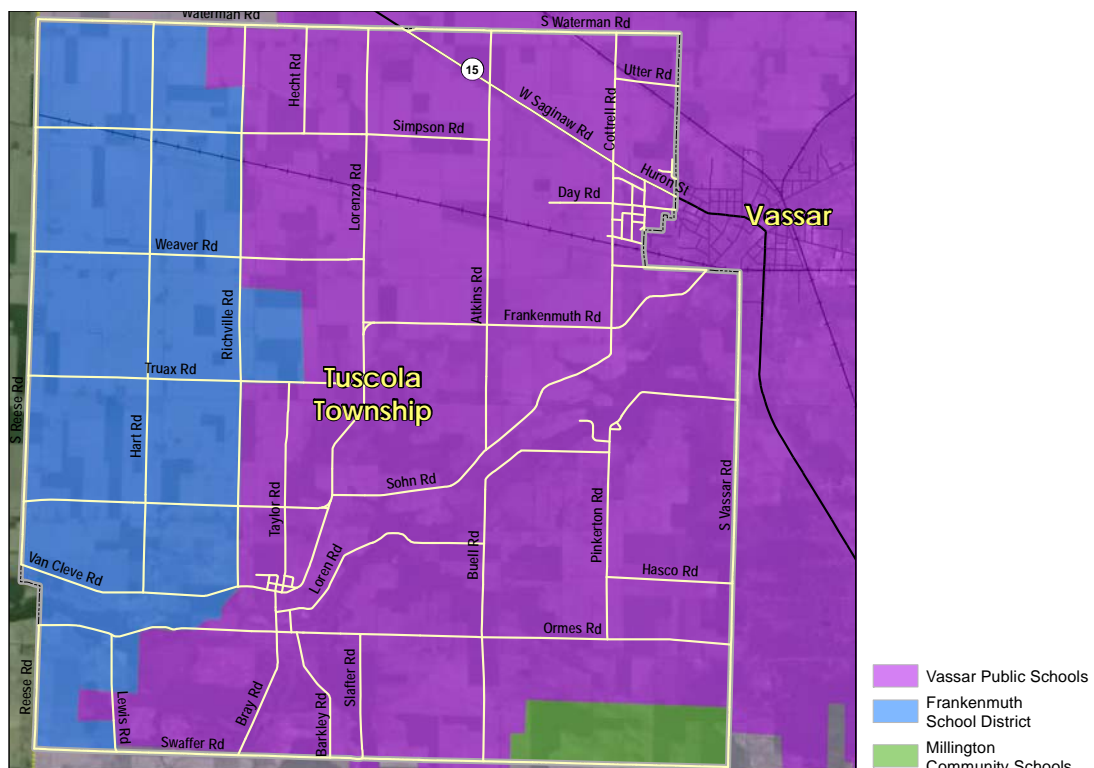 Waterman Rd
S Waterman Rd
Hecht Rd
15
Utter Rd
W Saginaw Rd
Cottrell Rd
Simpson Rd
Huron St
Lorenzo Rd
Day Rd
Vassar
Weaver Rd
Atkins Rd
Richville Rd
Frankenmuth Rd
Truax Rd
Tuscola
Township
S Reese Rd
Hart Rd
Sohn Rd
Taylor Rd
Pinkerton Rd
S Vassar Rd
Van Cleve Rd
Loren Rd
Buell Rd
Hasco Rd
Ormes Rd
Reese Rd
Lewis Rd
Bray Rd
Barkley Rd
Slafter Rd
Swaffer Rd
Vassar Public Schools
Frankenmuth
School District
Millington
Community Schools